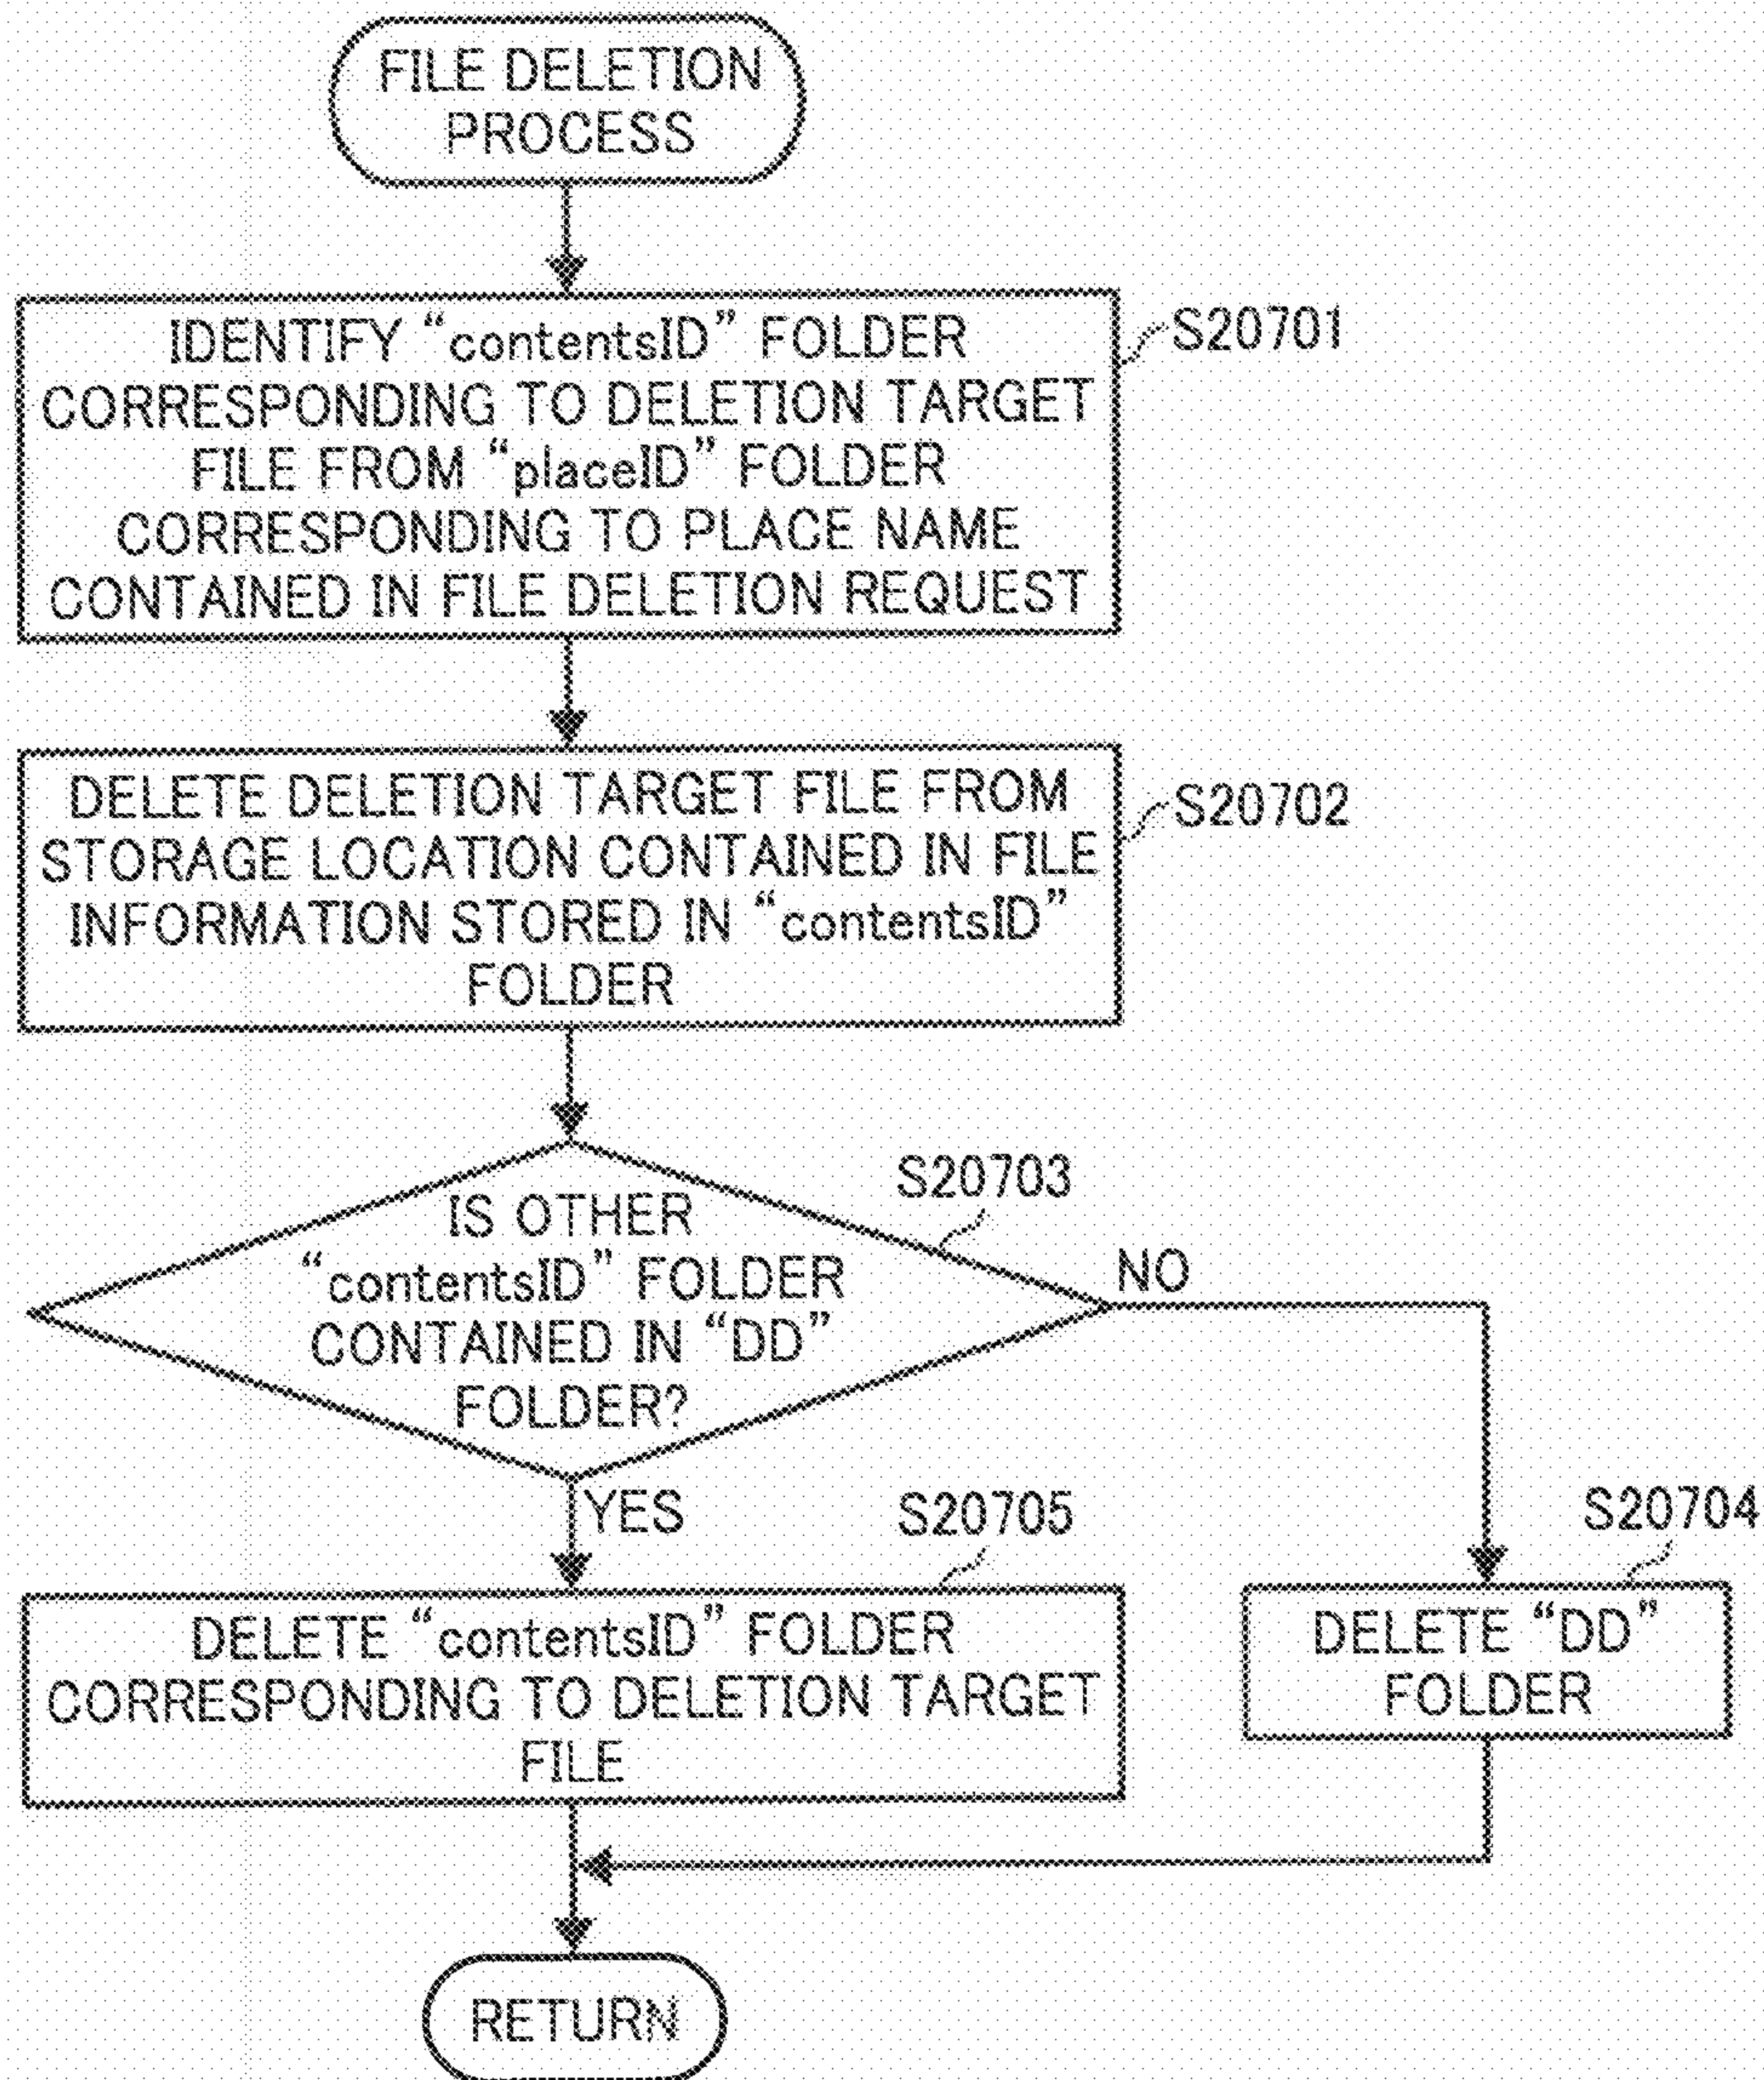 FILE DELETION
PROCESS
IDENTIFY “contentsID” FOLDER
CORRESPONDING TO DELETION TARGET
FILE FROM “placeID” FOLDER
CORRESPONDING TO PLACE NAME
CONTAINED IN FILE DELETION REQUEST
S20701
DELETE DELETION TARGET FILE FROM
STORAGE LOCATION CONTAINED IN FILE
INFORMATION STORED IN “contentsID”
FOLDER
S20702
IS OTHER
“contentsID” FOLDER
CONTAINED IN “DD”
FOLDER?
S20703
NO
YES
S20705
DELETE “contentsID” FOLDER
CORRESPONDING TO DELETION TARGET
FILE
S20704
DELETE “DD”
FOLDER
RETURN